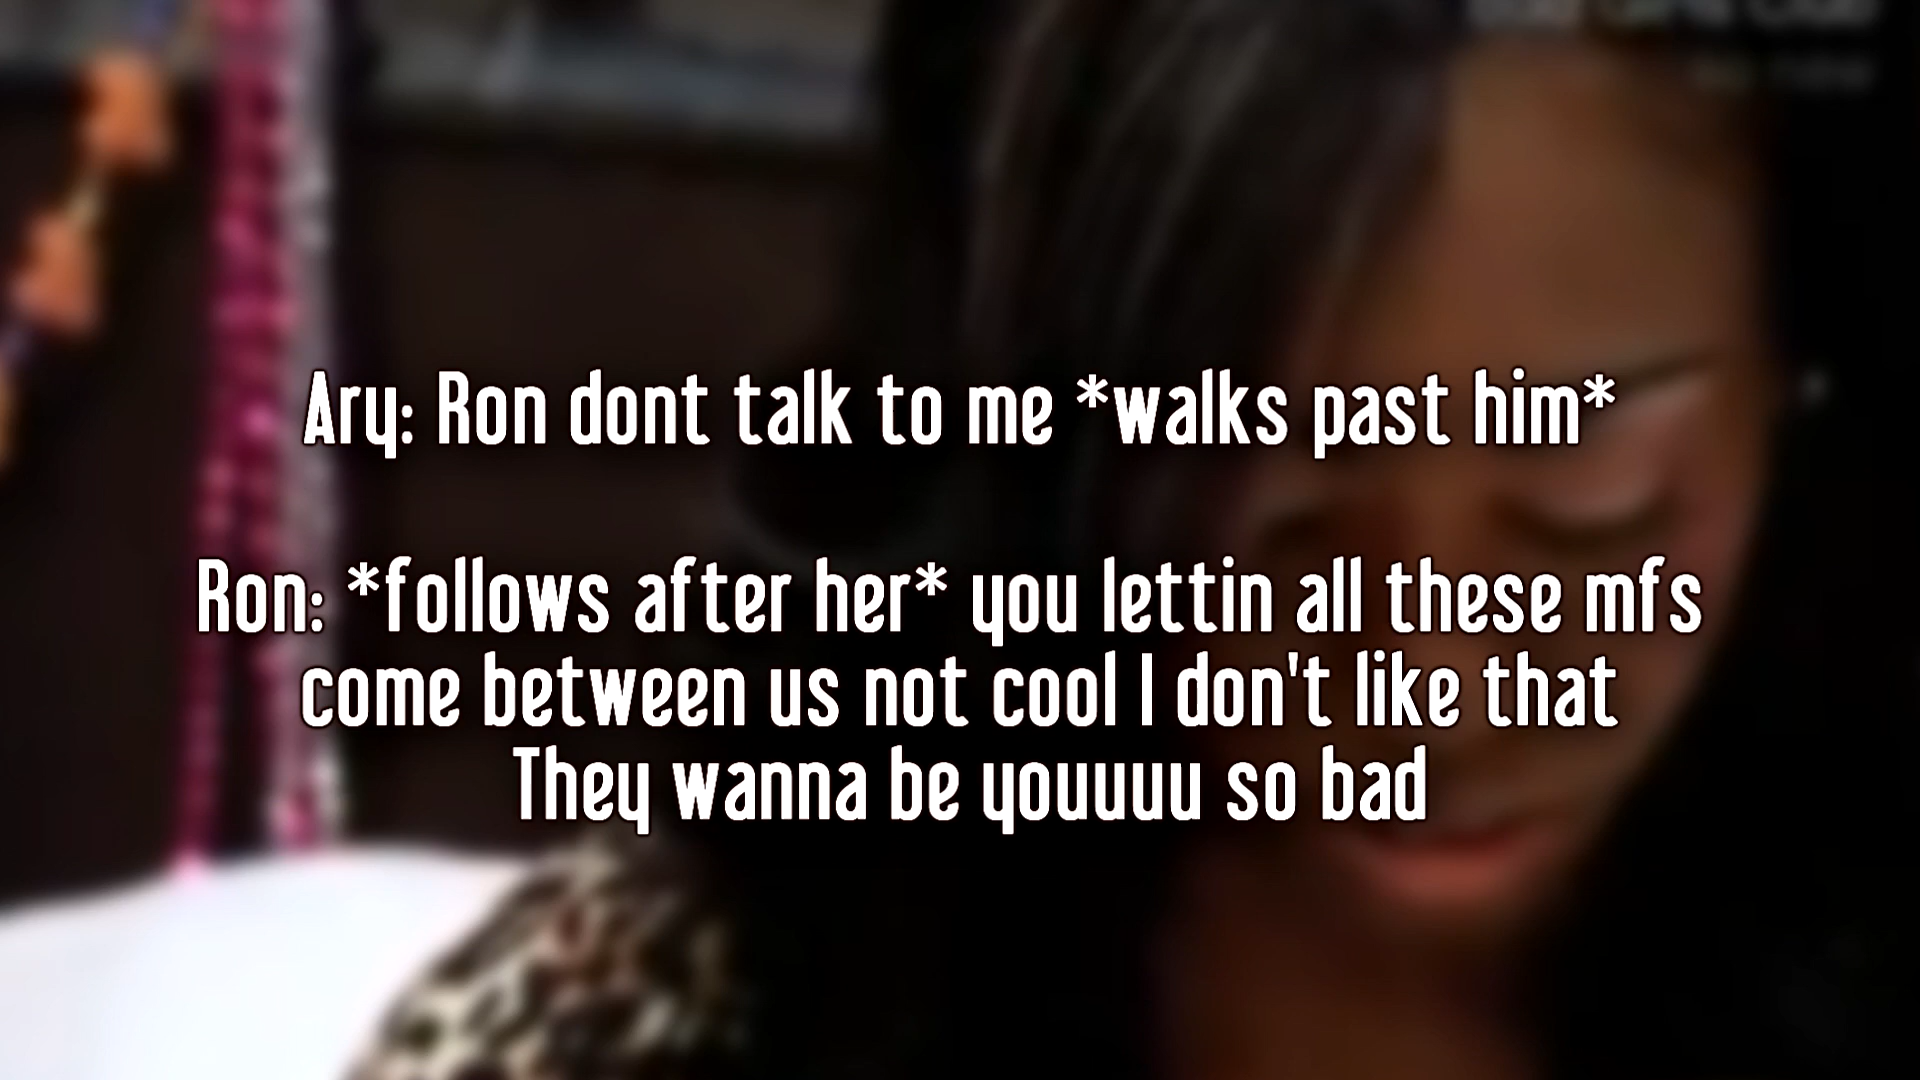 Ary: Ron dont talk to me *walks past him*
Ron: *follows after her* you lettin all these mfs
come between us not cool I don't like that
They wanna be youuuu so bad